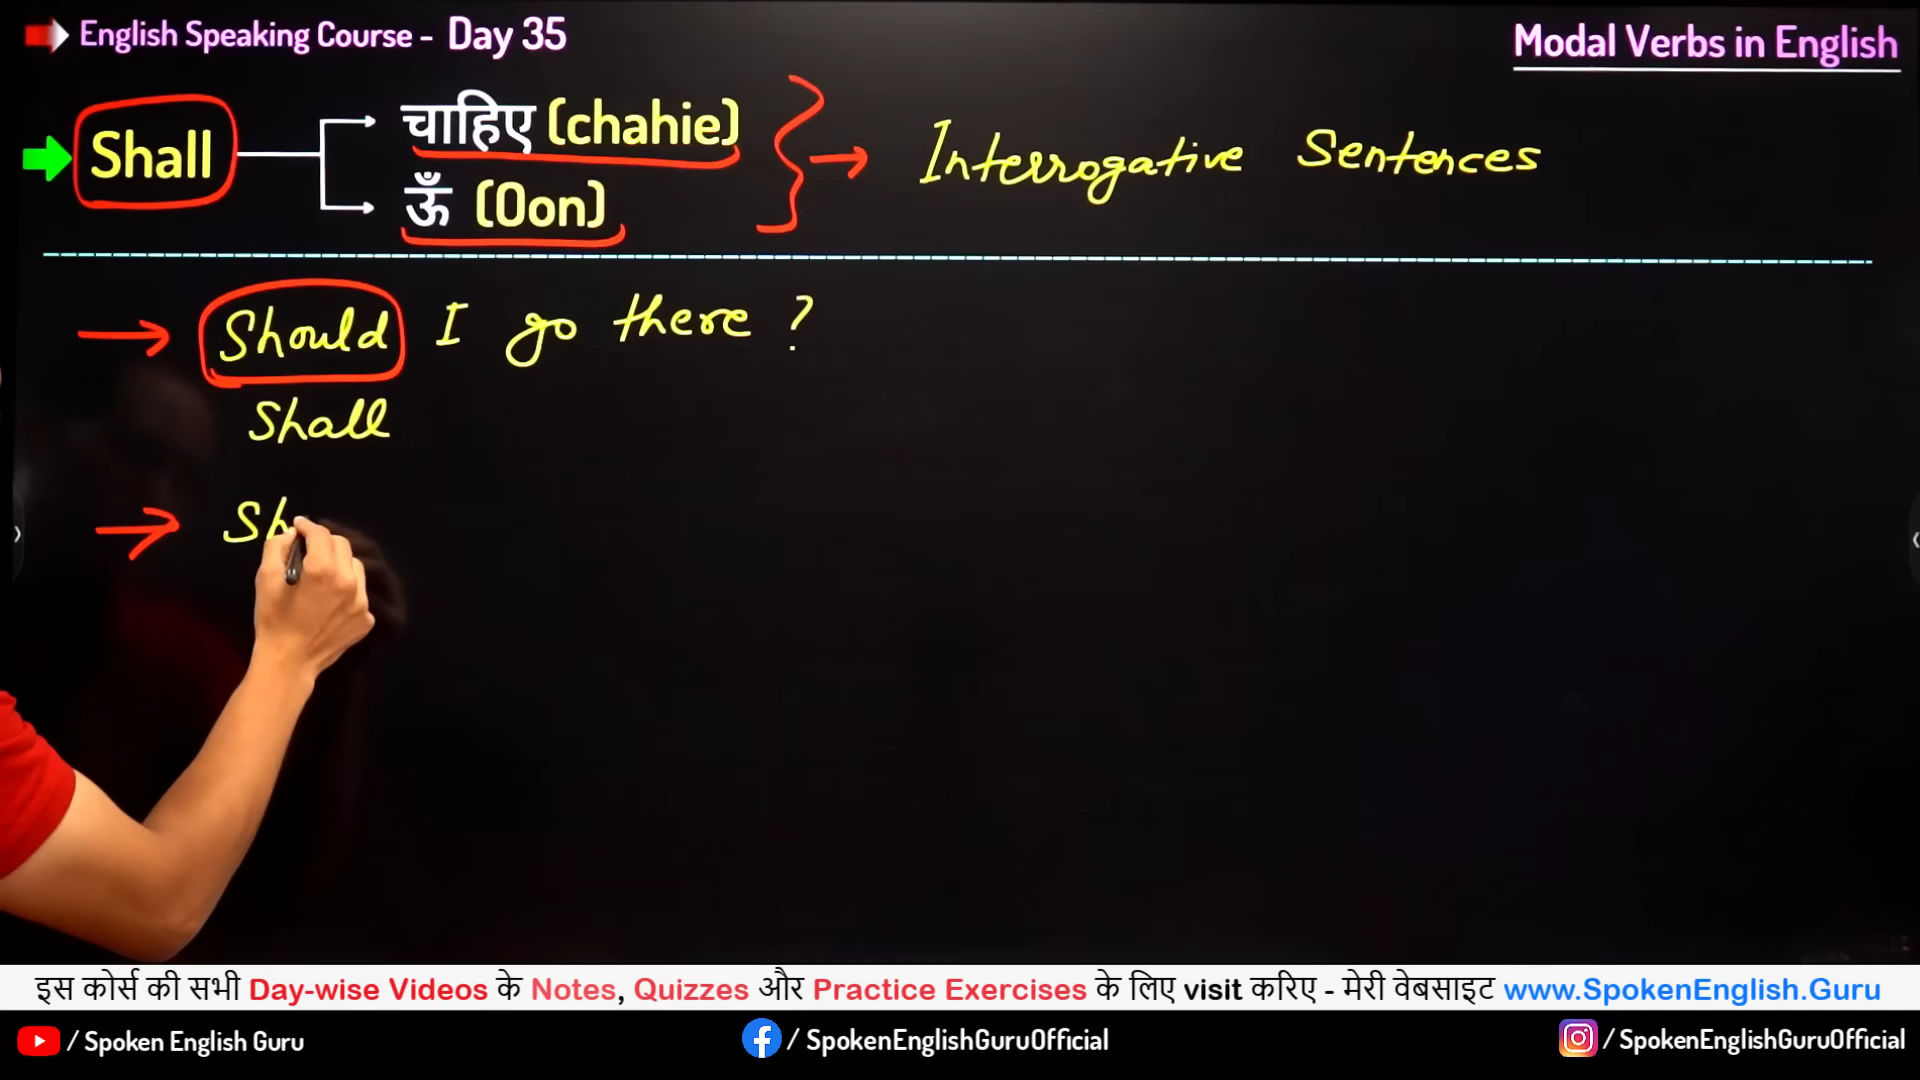 English Speaking Course - Day 35
Modal Verbs in English
Shall
चाहिए (chahie)
ऊँ (Oon)
Interrogative Sentences
Should I go there ?
Shall
Sh
इस कोर्स की सभी Day-wise Videos के Notes, Quizzes और Practice Exercises के लिए visit करिए - मेरी वेबसाइट www.SpokenEnglish.Guru
/ Spoken English Guru
/ SpokenEnglishGuruOfficial
/ SpokenEnglishGuruOfficial